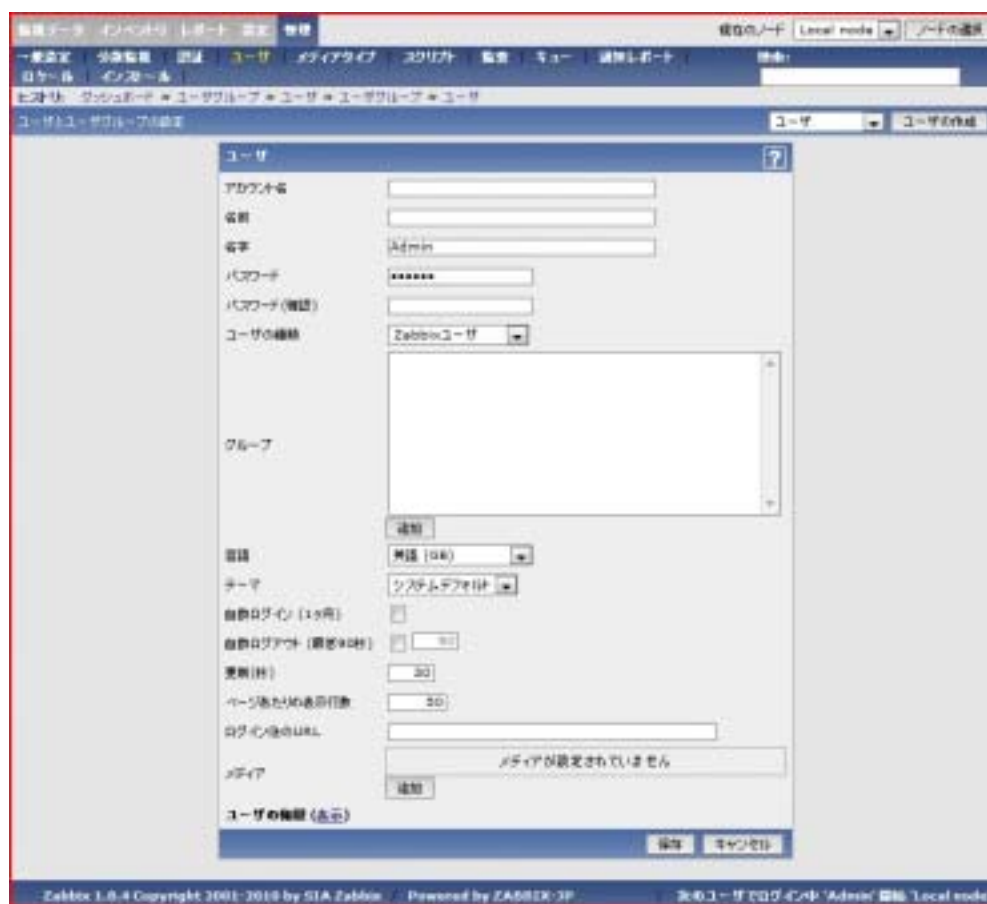 監視データ インベントリ レポート 設定 管理
現在のノード Local node ノードの選択
一般設定 分散監視 認証 ユーザ メディアタイプ スクリプト 監査 キュー 通知レポート 検索:
ロケール インストール
ヒストリ: ダッシュボード » ユーザグループ » ユーザ » ユーザグループ » ユーザ
ユーザとユーザグループの設定
ユーザ ユーザの作成
ユーザ ?
アカウント名
名前
名字 Admin
パスワード ••••••
パスワード(確認)
ユーザの種類 Zabbixユーザ
グループ
追加
言語 英語 (GB)
テーマ システムデフォルト
自動ログイン (1ヶ月)
自動ログアウト (最低90秒) 90
更新(秒) 30
ページあたりの表示行数 50
ログイン後のURL
メディア メディアが設定されていません
追加
ユーザの権限 (表示)
保存 キャンセル
Zabbix 1.8.4 Copyright 2001-2010 by SIA Zabbix / Powered by ZABBIX-JP
次のユーザでログイン中 'Admin' 'Local node